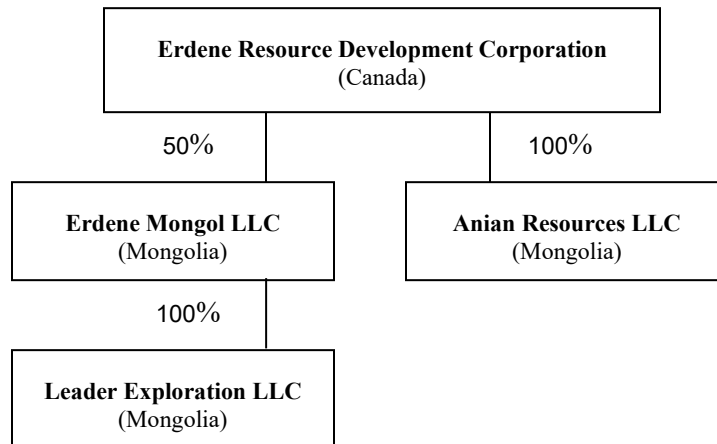 Erdene Resource Development Corporation
(Canada)
50%
100%
Erdene Mongol LLC
(Mongolia)
Anian Resources LLC
(Mongolia)
100%
Leader Exploration LLC
(Mongolia)